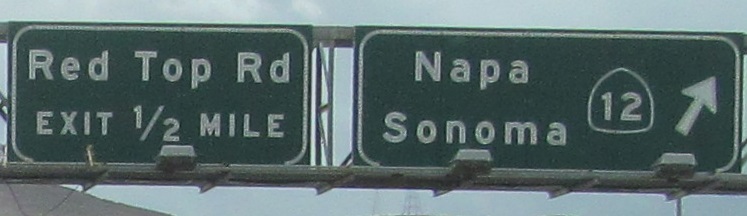 Red Top Rd
EXIT 1/2 MILE
Napa
Sonoma
12